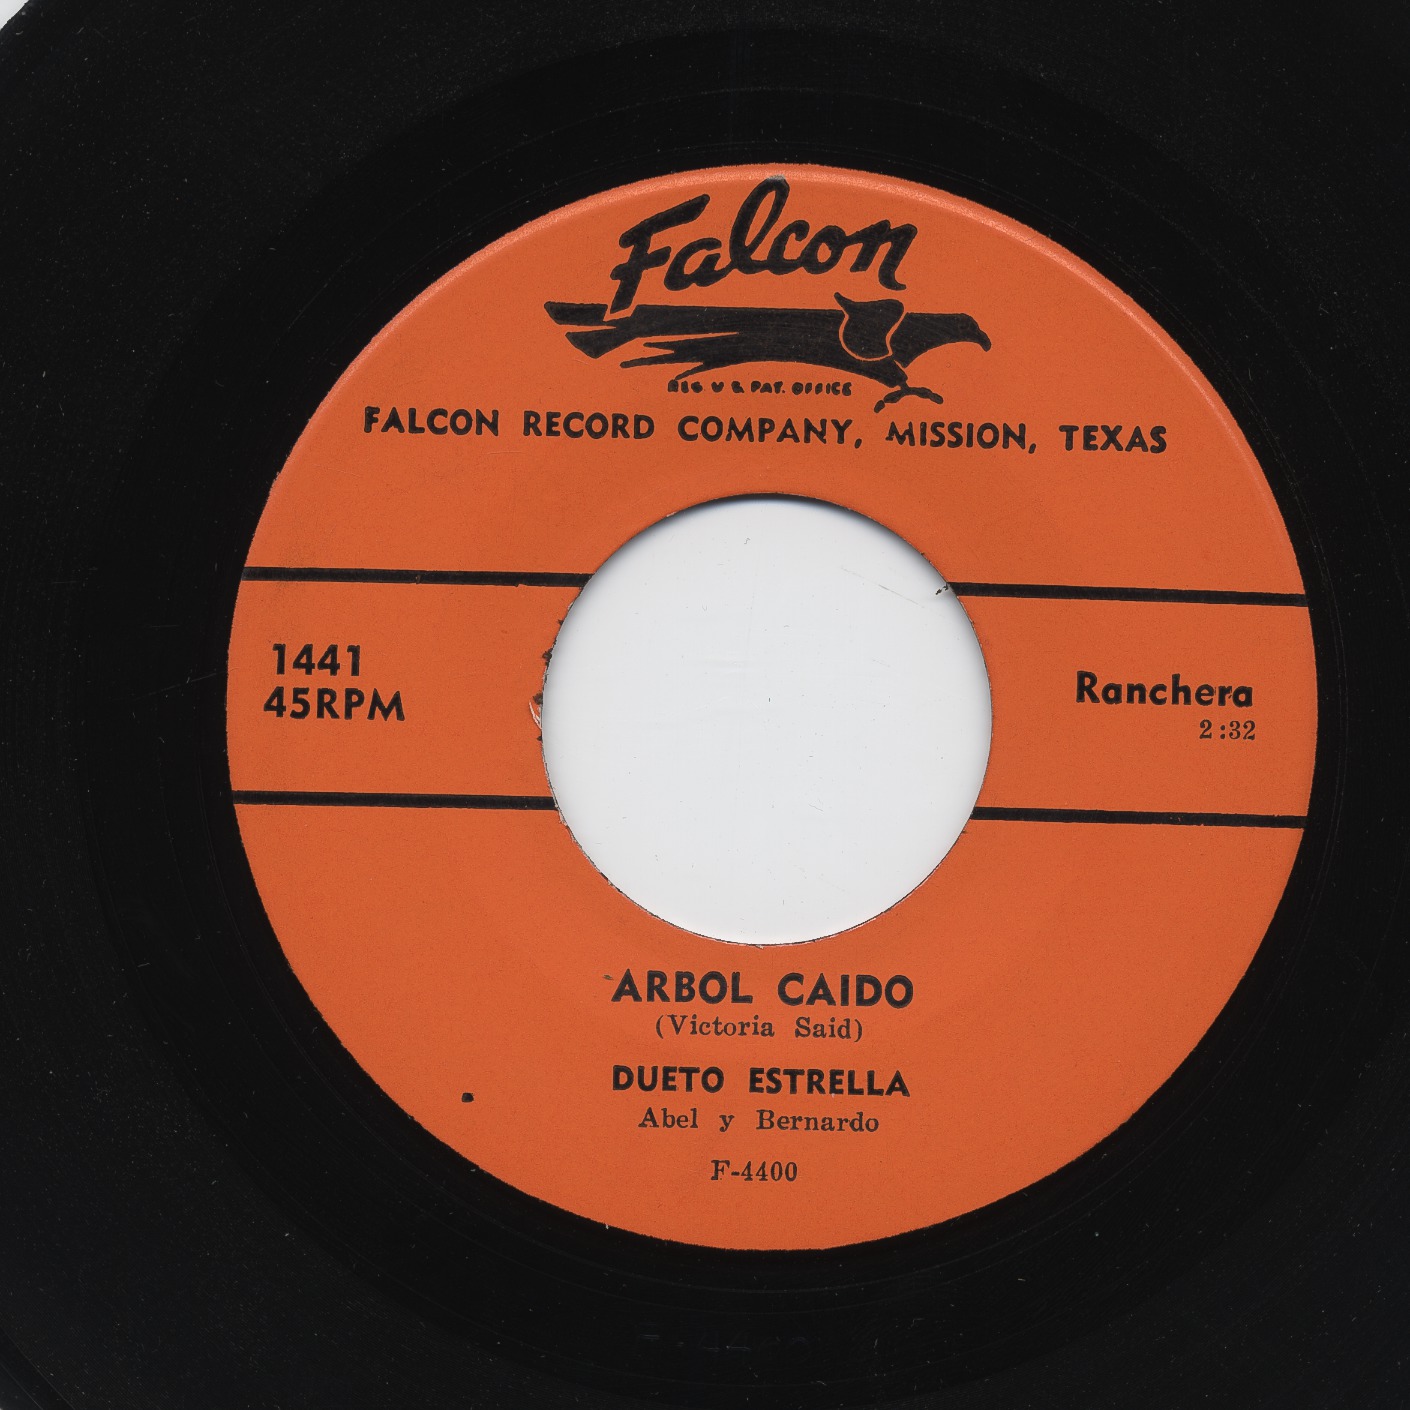 Falcon
REG U S PAT. OFFICE
FALCON RECORD COMPANY, MISSION, TEXAS
1441
45RPM
Ranchera
2:32
ARBOL CAIDO
(Victoria Said)
DUETO ESTRELLA
Abel y Bernardo
F-4400